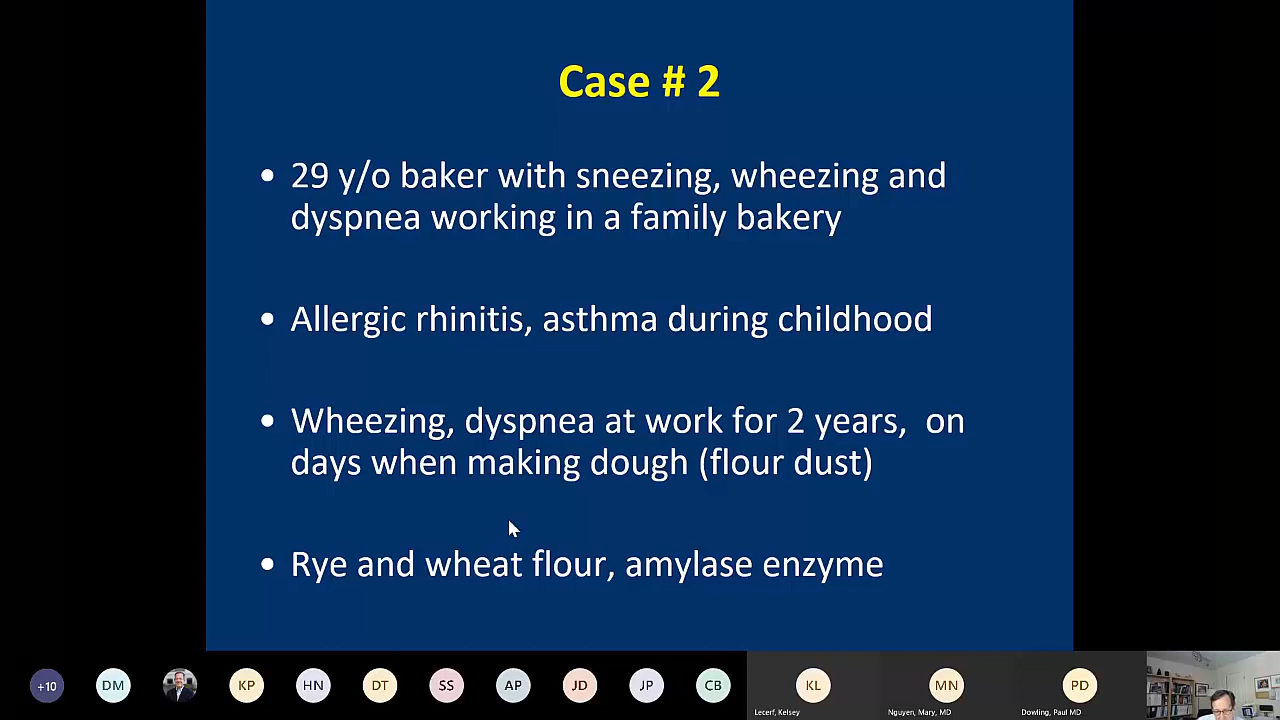 Case # 2
• 29 y/o baker with sneezing, wheezing and
dyspnea working in a family bakery
• Allergic rhinitis, asthma during childhood
• Wheezing, dyspnea at work for 2 years,  on
days when making dough (flour dust)
• Rye and wheat flour, amylase enzyme
+10
DM
KP
HN
DT
SS
AP
JD
JP
CB
KL
MN
PD
Lecerf, Kelsey
Nguyen, Mary, MD
Dowling, Paul MD